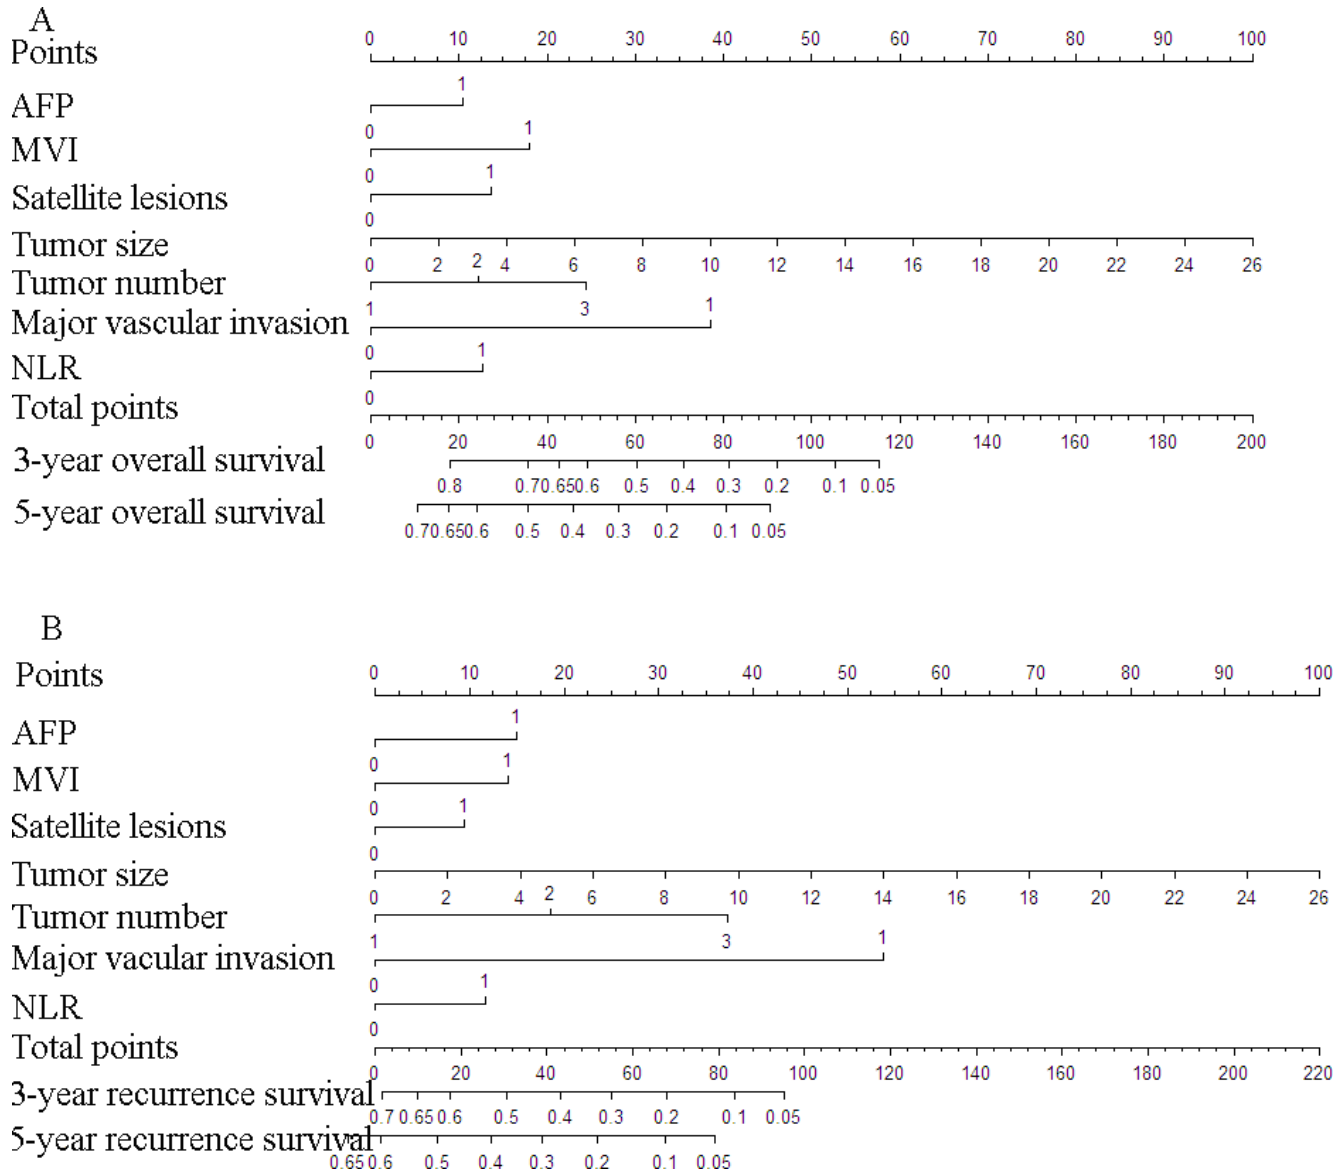 A
Points 0 10 20 30 40 50 60 70 80 90 100
AFP 0 1
MVI 0 1
Satellite lesions 0 1
Tumor size 0 2 4 6 8 10 12 14 16 18 20 22 24 26
Tumor number 1 2 3
Major vascular invasion 0 1
NLR 0 1
Total points 0 20 40 60 80 100 120 140 160 180 200
3-year overall survival 0.8 0.7 0.65 0.6 0.5 0.4 0.3 0.2 0.1 0.05
5-year overall survival 0.7 0.65 0.6 0.5 0.4 0.3 0.2 0.1 0.05
B
Points 0 10 20 30 40 50 60 70 80 90 100
AFP 0 1
MVI 0 1
Satellite lesions 0 1
Tumor size 0 2 4 6 8 10 12 14 16 18 20 22 24 26
Tumor number 1 2 3
Major vacular invasion 0 1
NLR 0 1
Total points 0 20 40 60 80 100 120 140 160 180 200 220
3-year recurrence survival 0.7 0.65 0.6 0.5 0.4 0.3 0.2 0.1 0.05
5-year recurrence survival 0.65 0.6 0.5 0.4 0.3 0.2 0.1 0.05